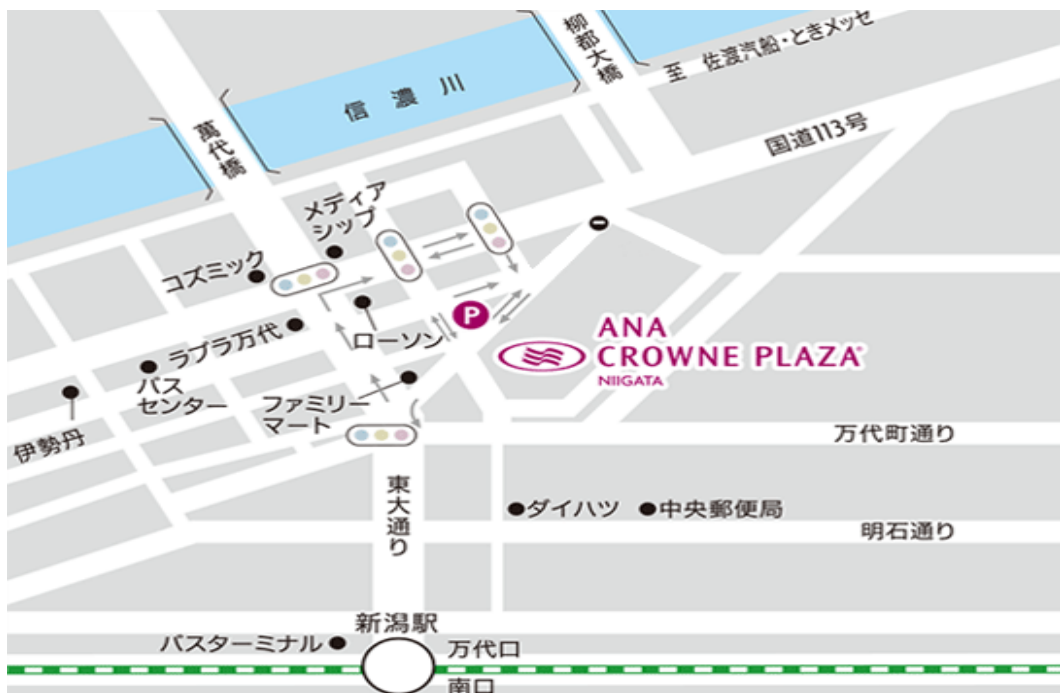 柳都大橋
至 佐渡汽船・ときメッセ
信濃川
萬代橋
国道113号
メディア
シップ
コズミック
P
ローソン
ANA
CROWNE PLAZA
NIIGATA
ラブラ万代
バス
センター
ファミリー
マート
伊勢丹
万代町通り
東大通り
ダイハツ
中央郵便局
明石通り
新潟駅
バスターミナル
万代口
南口